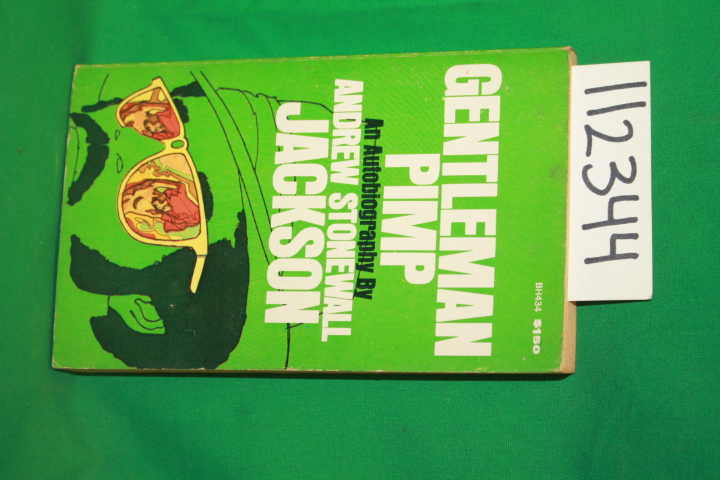 GENTLEMAN
PIMP
An Autobiography By
ANDREW STONEWALL
JACKSON
BH434 $150
112344